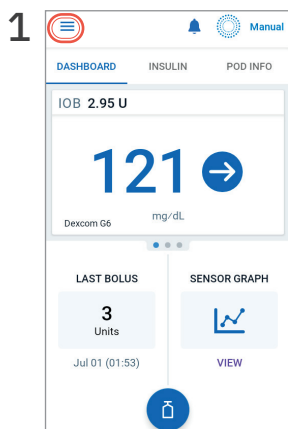 1
Manual
DASHBOARD INSULIN POD INFO
IOB 2.95 U
121
mg/dL
Dexcom G6
LAST BOLUS SENSOR GRAPH
3
Units
Jul 01 (01:53) VIEW